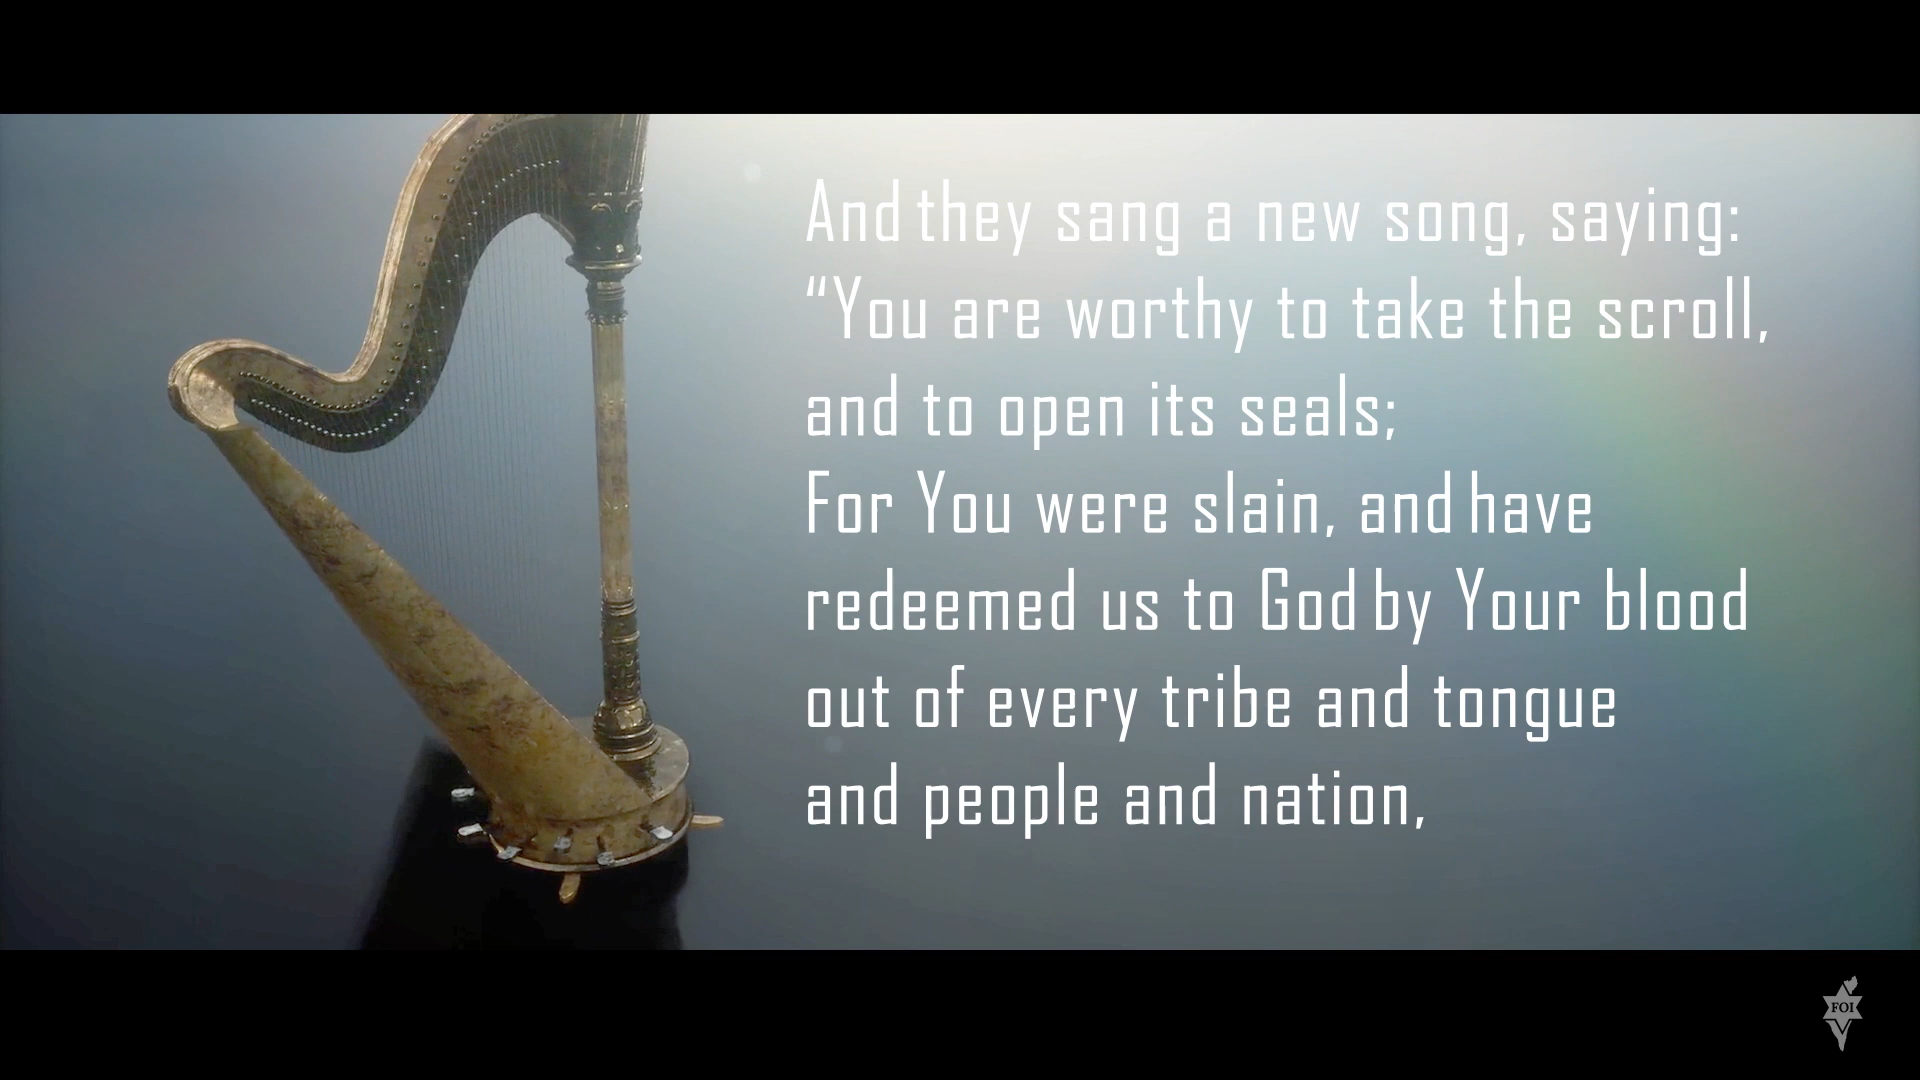 And they sang a new song, saying:
“You are worthy to take the scroll,
and to open its seals;
For You were slain, and have
redeemed us to God by Your blood
out of every tribe and tongue
and people and nation,
FOI